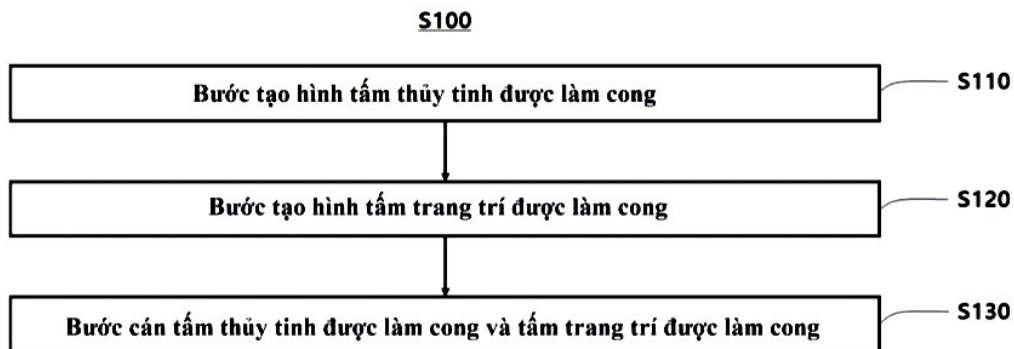 S100
Bước tạo hình tấm thủy tinh được làm cong
S110
Bước tạo hình tấm trang trí được làm cong
S120
Bước cán tấm thủy tinh được làm cong và tấm trang trí được làm cong
S130